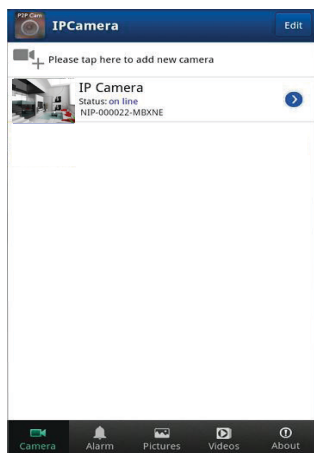 P2P Cam
IPCamera
Edit
Please tap here to add new camera
IP Camera
Status: on line
NIP-000022-MBXNE
Camera
Alarm
Pictures
Videos
About